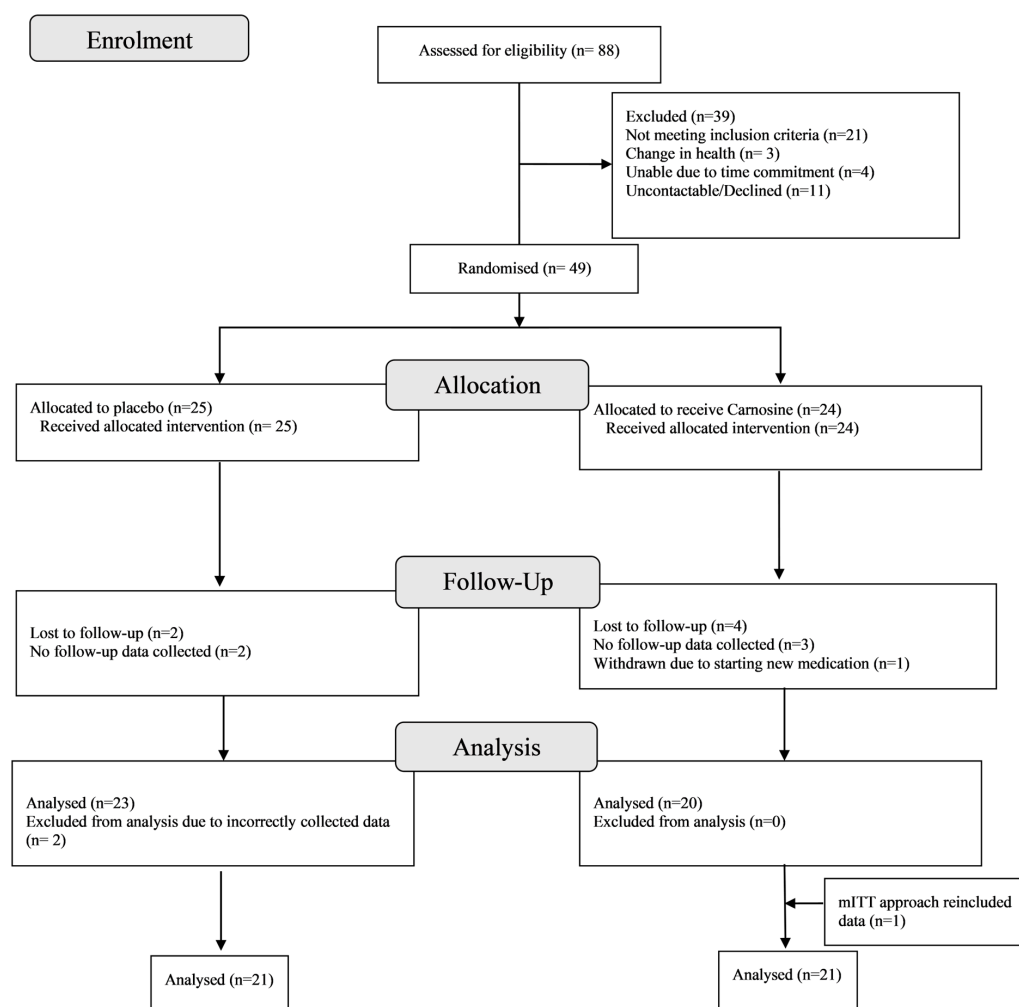 Enrolment
Assessed for eligibility (n= 88)
Excluded (n=39)
Not meeting inclusion criteria (n=21)
Change in health (n= 3)
Unable due to time commitment (n=4)
Uncontactable/Declined (n=11)
Randomised (n= 49)
Allocation
Allocated to placebo (n=25)
Received allocated intervention (n= 25)
Allocated to receive Carnosine (n=24)
Received allocated intervention (n=24)
Follow-Up
Lost to follow-up (n=2)
No follow-up data collected (n=2)
Lost to follow-up (n=4)
No follow-up data collected (n=3)
Withdrawn due to starting new medication (n=1)
Analysis
Analysed (n=23)
Excluded from analysis due to incorrectly collected data
(n= 2)
Analysed (n=20)
Excluded from analysis (n=0)
mITT approach reincluded
data (n=1)
Analysed (n=21)
Analysed (n=21)